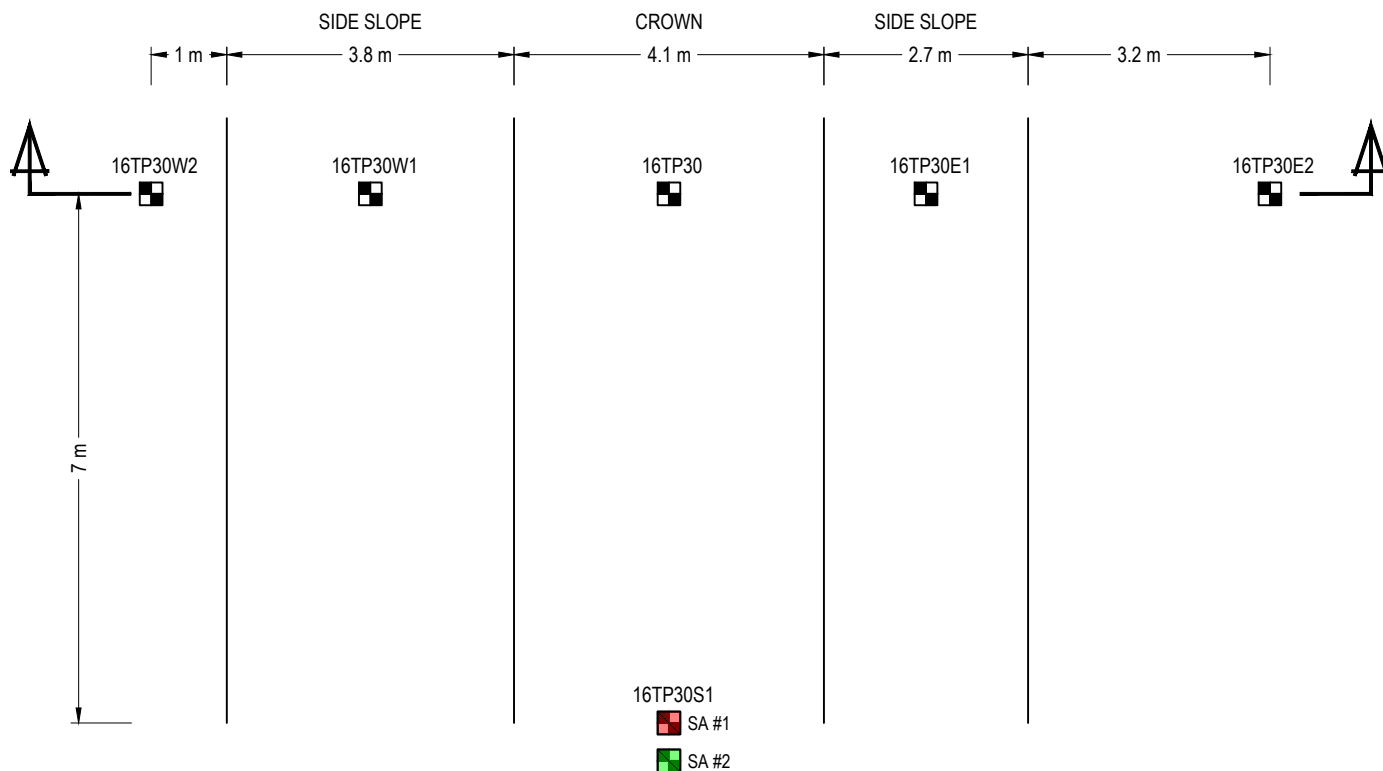 SIDE SLOPE
CROWN
SIDE SLOPE
1 m
3.8 m
4.1 m
2.7 m
3.2 m
16TP30W2
16TP30W1
16TP30
16TP30E1
16TP30E2
7 m
16TP30S1
SA #1
SA #2